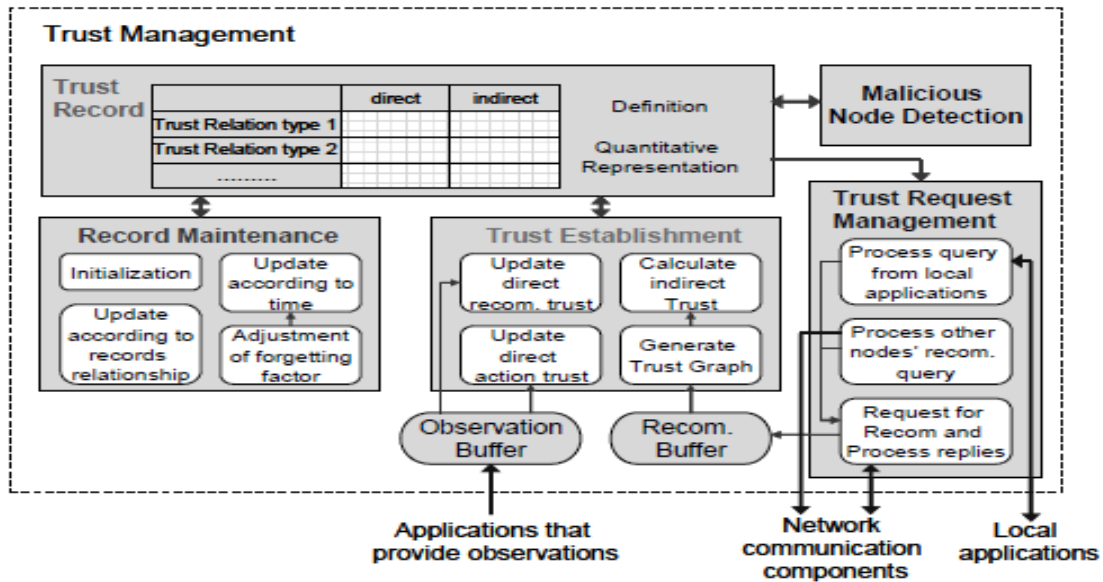 Trust Management
Trust
Record
direct indirect
Trust Relation type 1
Trust Relation type 2
.........
Definition
Quantitative
Representation
Malicious
Node Detection
Record Maintenance
Initialization
Update
according to
time
Update
according to
records
relationship
Adjustment
of forgetting
factor
Trust Establishment
Update
direct
recom. trust
Calculate
indirect
Trust
Update
direct
action trust
Generate
Trust Graph
Trust Request
Management
Process query
from local
applications
Process other
nodes' recom.
query
Request for
Recom and
Process replies
Observation
Buffer
Recom.
Buffer
Applications that
provide observations
Network
communication
components
Local
applications